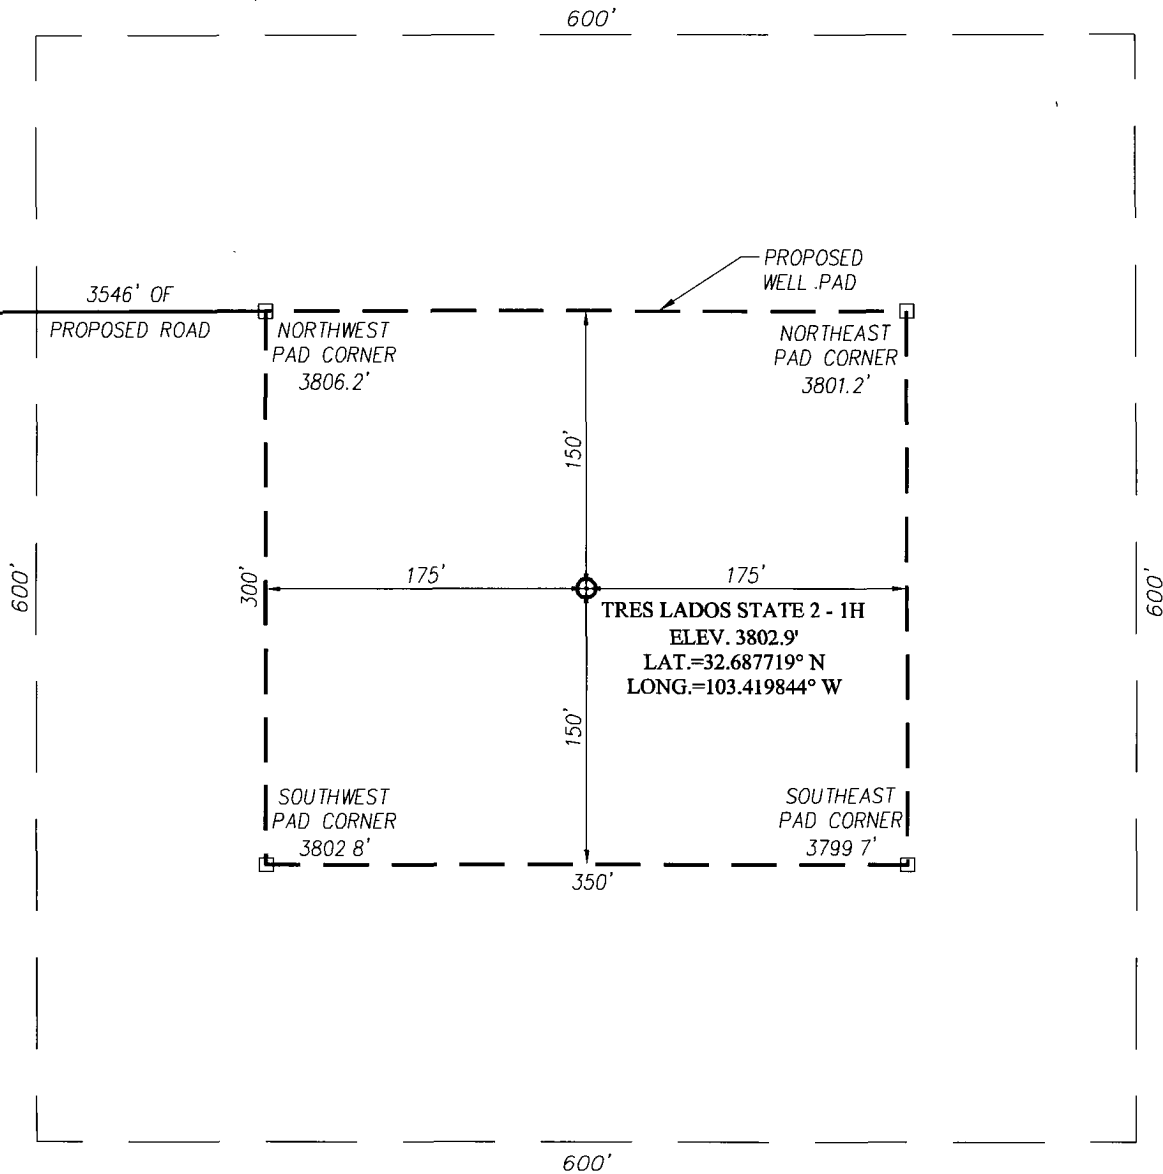 600'
3546' OF
PROPOSED ROAD
PROPOSED
WELL .PAD
NORTHWEST
PAD CORNER
3806.2'
NORTHEAST
PAD CORNER
3801.2'
150'
600'
300'
175'
175'
600'
TRES LADOS STATE 2 - 1H
ELEV. 3802.9'
LAT.=32.687719° N
LONG.=103.419844° W
150'
SOUTHWEST
PAD CORNER
3802 8'
SOUTHEAST
PAD CORNER
3799 7'
350'
600'